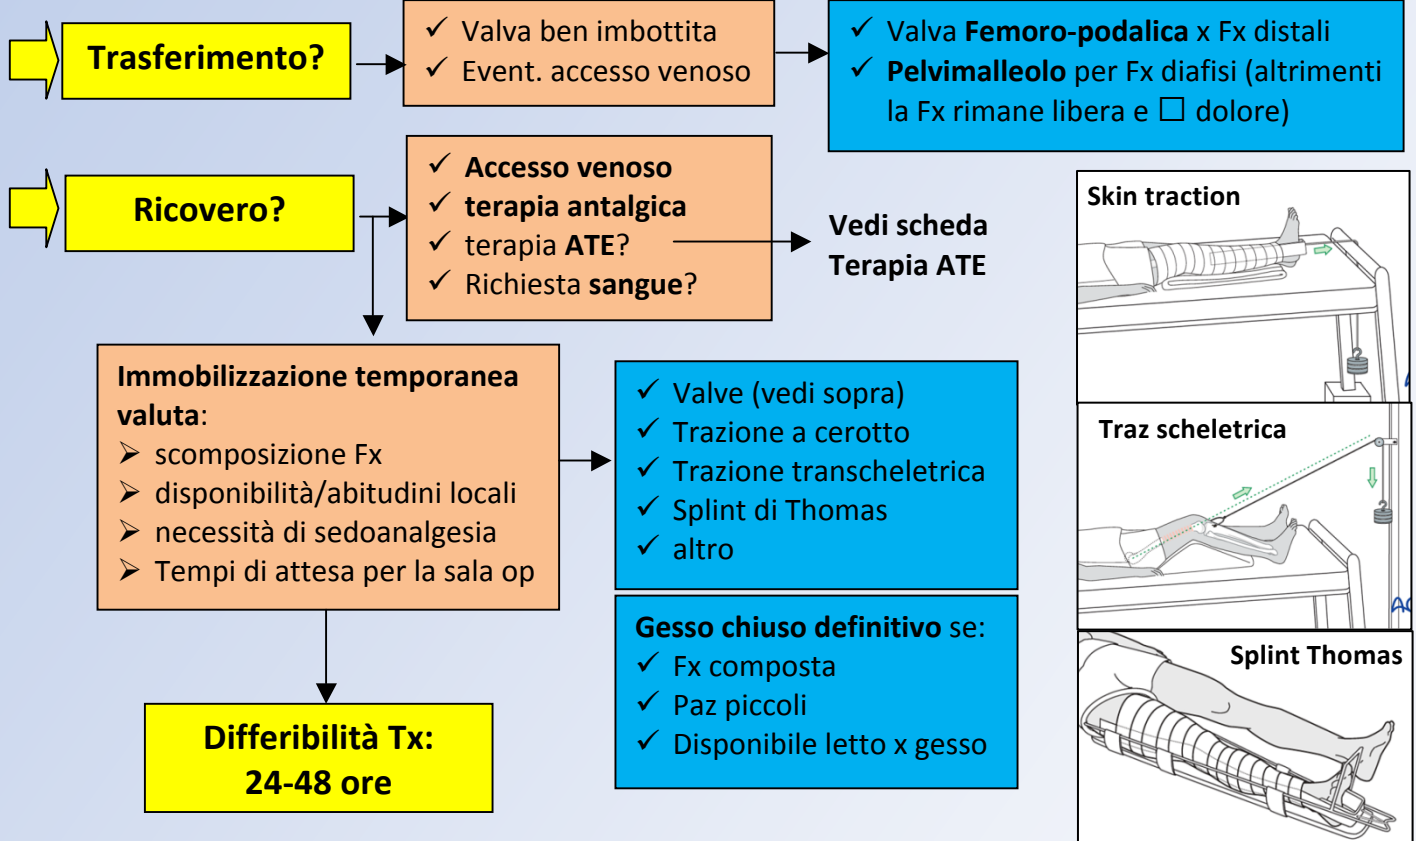 Trasferimento?
✓ Valva ben imbottita
✓ Event. accesso venoso
✓ Valva Femoro-podalica x Fx distali
✓ Pelvimalleolo per Fx diafisi (altrimenti
la Fx rimane libera e □ dolore)
Ricovero?
✓ Accesso venoso
✓ terapia antalgica
✓ terapia ATE?
✓ Richiesta sangue?
Vedi scheda
Terapia ATE
Immobilizzazione temporanea
valuta:
➢ scomposizione Fx
➢ disponibilità/abitudini locali
➢ necessità di sedoanalgesia
➢ Tempi di attesa per la sala op
✓ Valve (vedi sopra)
✓ Trazione a cerotto
✓ Trazione transcheletrica
✓ Splint di Thomas
✓ altro
Gesso chiuso definitivo se:
✓ Fx composta
✓ Paz piccoli
✓ Disponibile letto x gesso
Differibilità Tx:
24-48 ore
Skin traction
Traz scheletrica
Splint Thomas